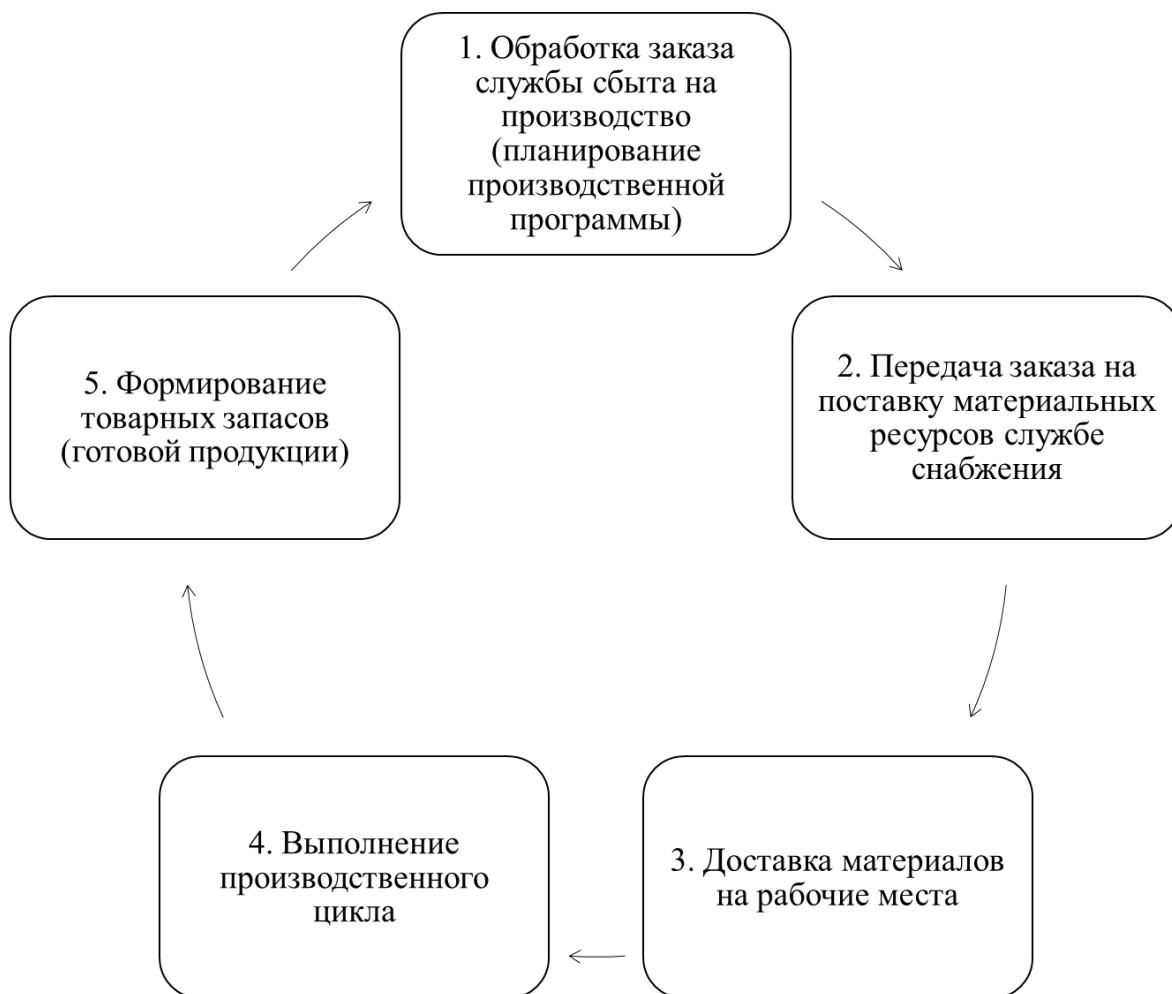 1. Обработка заказа
службы сбыта на
производство
(планирование
производственной
программы)
2. Передача заказа на
поставку материальных
ресурсов службе
снабжения
3. Доставка материалов
на рабочие места
4. Выполнение
производственного
цикла
5. Формирование
товарных запасов
(готовой продукции)